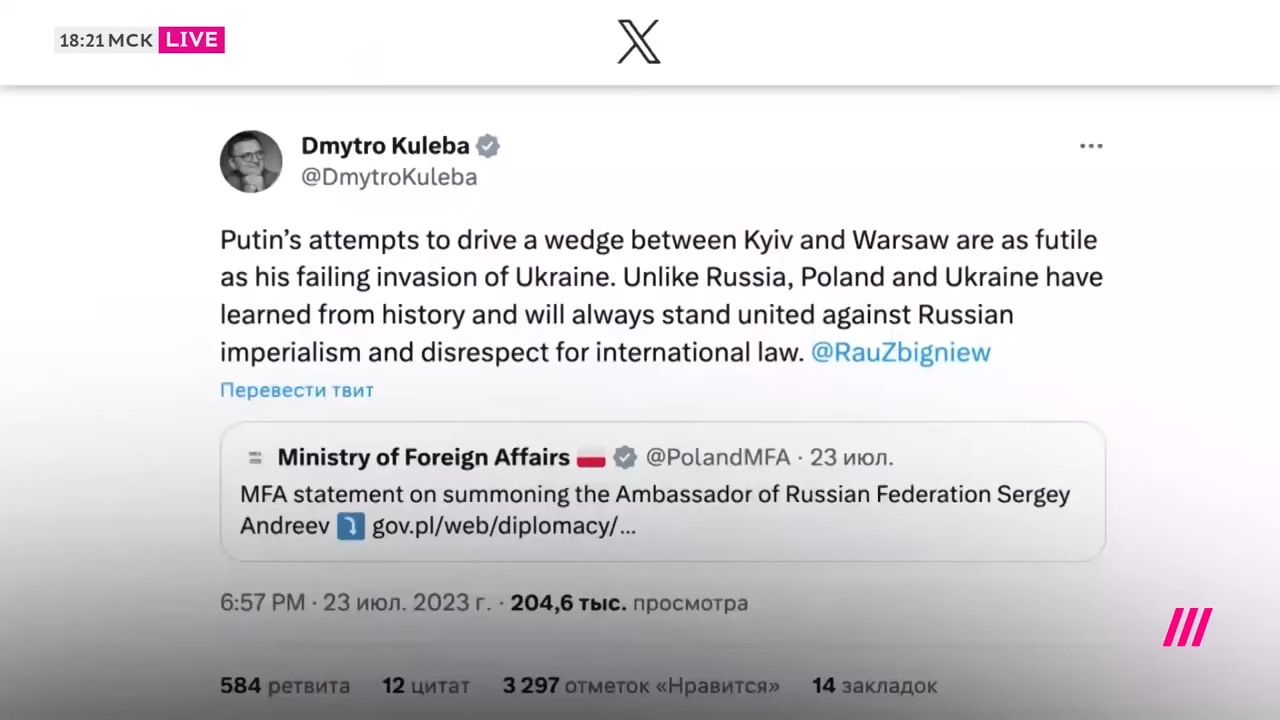 18:21 МСК LIVE
Dmytro Kuleba
@DmytroKuleba
Putin’s attempts to drive a wedge between Kyiv and Warsaw are as futile
as his failing invasion of Ukraine. Unlike Russia, Poland and Ukraine have
learned from history and will always stand united against Russian
imperialism and disrespect for international law. @RauZbigniew
Перевести твит
Ministry of Foreign Affairs 🇵🇱 @PolandMFA · 23 июл.
MFA statement on summoning the Ambassador of Russian Federation Sergey
Andreev ⤵️ gov.pl/web/diplomacy/…
6:57 PM · 23 июл. 2023 г. · 204,6 тыс. просмотра
584 ретвита 12 цитат 3 297 отметок «Нравится» 14 закладок